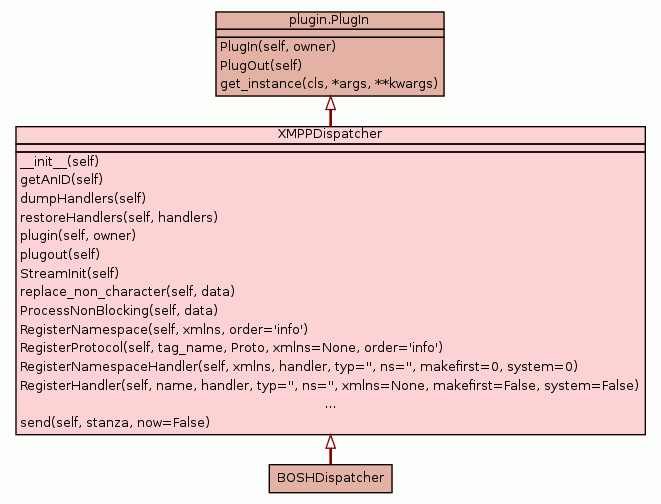 plugin.PlugIn
PlugIn(self, owner)
PlugOut(self)
get_instance(cls, *args, **kwargs)
XMPPDispatcher
__init__(self)
getAnID(self)
dumpHandlers(self)
restoreHandlers(self, handlers)
plugin(self, owner)
plugout(self)
StreamInit(self)
replace_non_character(self, data)
ProcessNonBlocking(self, data)
RegisterNamespace(self, xmlns, order='info')
RegisterProtocol(self, tag_name, Proto, xmlns=None, order='info')
RegisterNamespaceHandler(self, xmlns, handler, typ='', ns='', makefirst=0, system=0)
RegisterHandler(self, name, handler, typ='', ns='', xmlns=None, makefirst=False, system=False)
...
send(self, stanza, now=False)
BOSHDispatcher